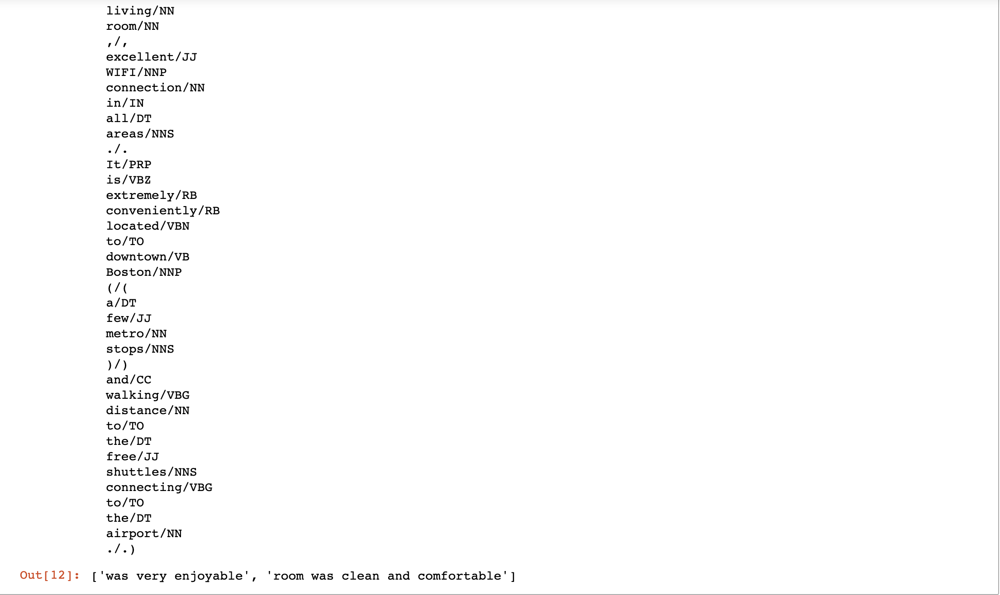 living/NN
room/NN
,/,
excellent/JJ
WIFI/NNP
connection/NN
in/IN
all/DT
areas/NNS
./.
It/PRP
is/VBZ
extremely/RB
conveniently/RB
located/VBN
to/TO
downtown/VB
Boston/NNP
(/(
a/DT
few/JJ
metro/NN
stops/NNS
)/)
and/CC
walking/VBG
distance/NN
to/TO
the/DT
free/JJ
shuttles/NNS
connecting/VBG
to/TO
the/DT
airport/NN
./.)
Out[12]: ['was very enjoyable', 'room was clean and comfortable']